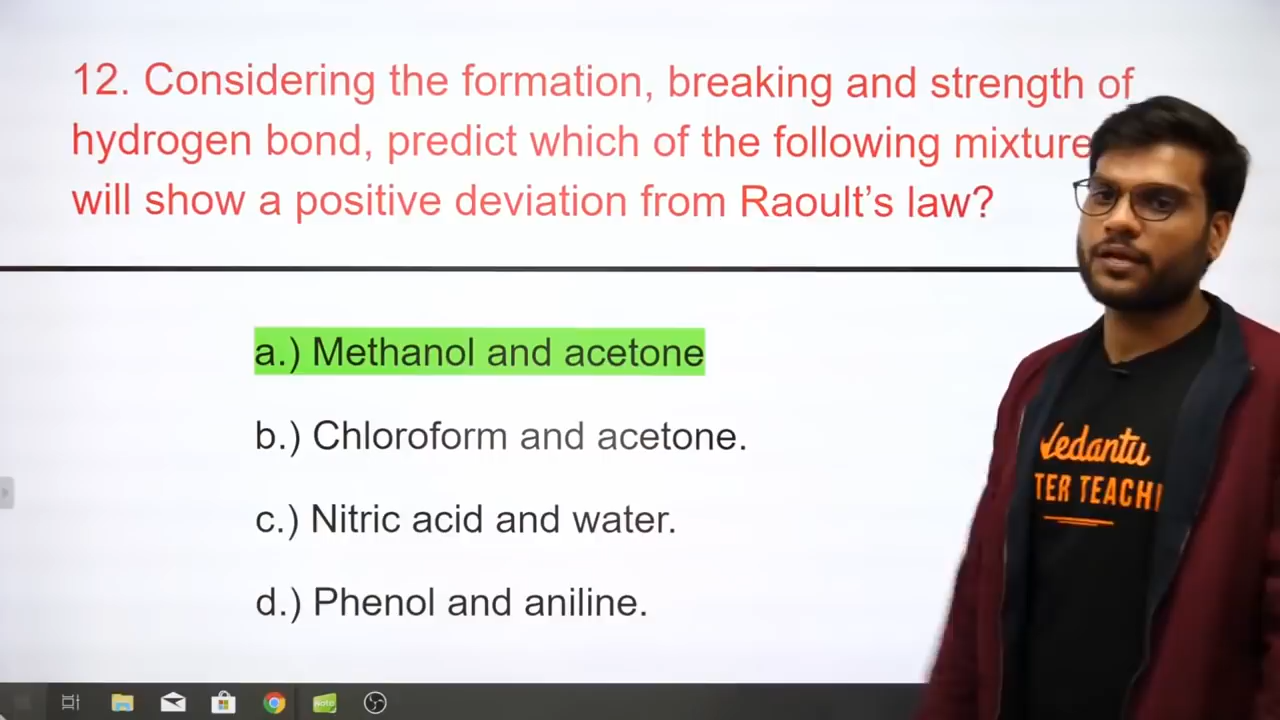 12. Considering the formation, breaking and strength of
hydrogen bond, predict which of the following mixture
will show a positive deviation from Raoult’s law?
a.) Methanol and acetone
b.) Chloroform and acetone.
c.) Nitric acid and water.
d.) Phenol and aniline.
Vedantu
TER TEACH